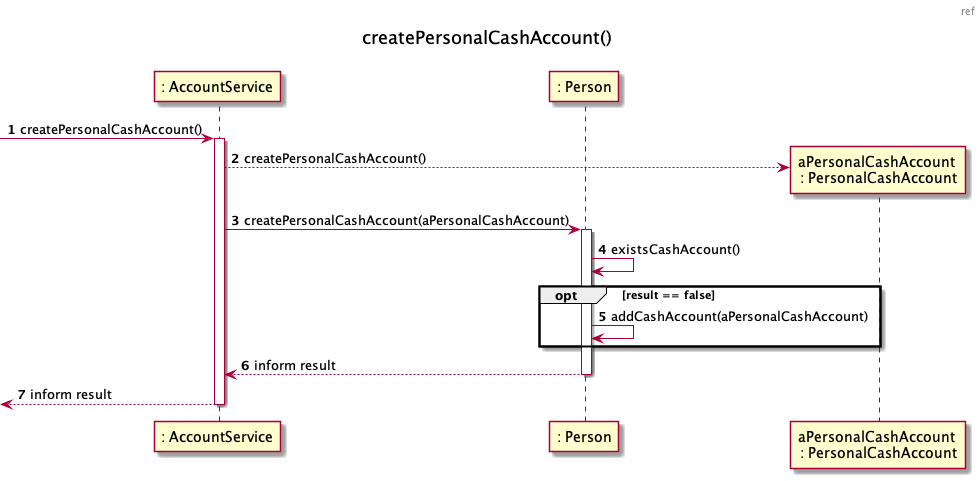 ref
createPersonalCashAccount()
: AccountService
: Person
1 createPersonalCashAccount()
2 createPersonalCashAccount()
aPersonalCashAccount
: PersonalCashAccount
3 createPersonalCashAccount(aPersonalCashAccount)
4 existsCashAccount()
opt [result == false]
5 addCashAccount(aPersonalCashAccount)
6 inform result
7 inform result
: AccountService
: Person
aPersonalCashAccount
: PersonalCashAccount